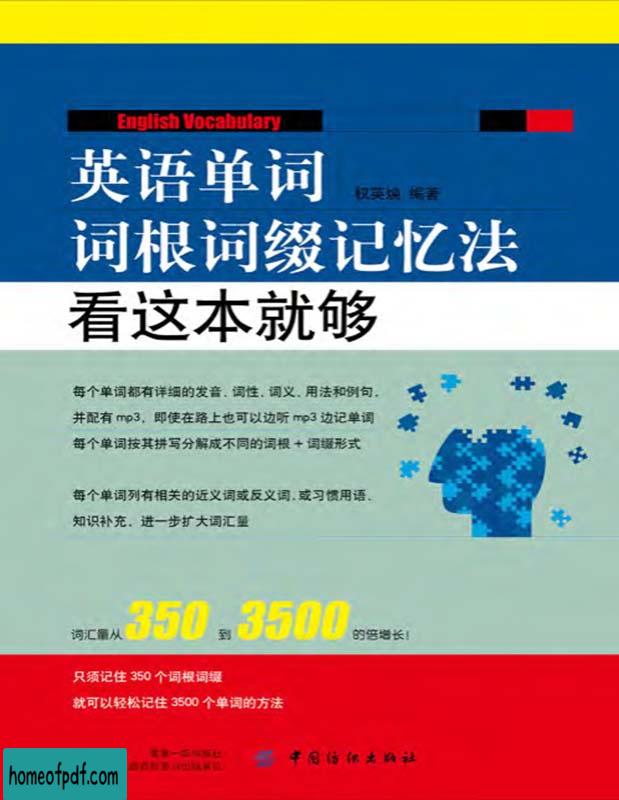 English Vocabulary
英语单词
权英焕 编著
词根词缀记忆法
看这本就够
每个单词都有详细的发音、词性、词义、用法和例句,
并配有 mp3, 即使在路上也可以边听 mp3 边记单词
每个单词按其拼写分解成不同的词根 + 词缀形式
每个单词列有相关的近义词或反义词, 或习惯用语、
知识补充, 进一步扩大词汇量
词汇量从 350 到 3500 的倍增长!
只须记住 350 个词根词缀
就可以轻松记住 3500 个单词的方法
中国纺织出版社
homeofpdf.com